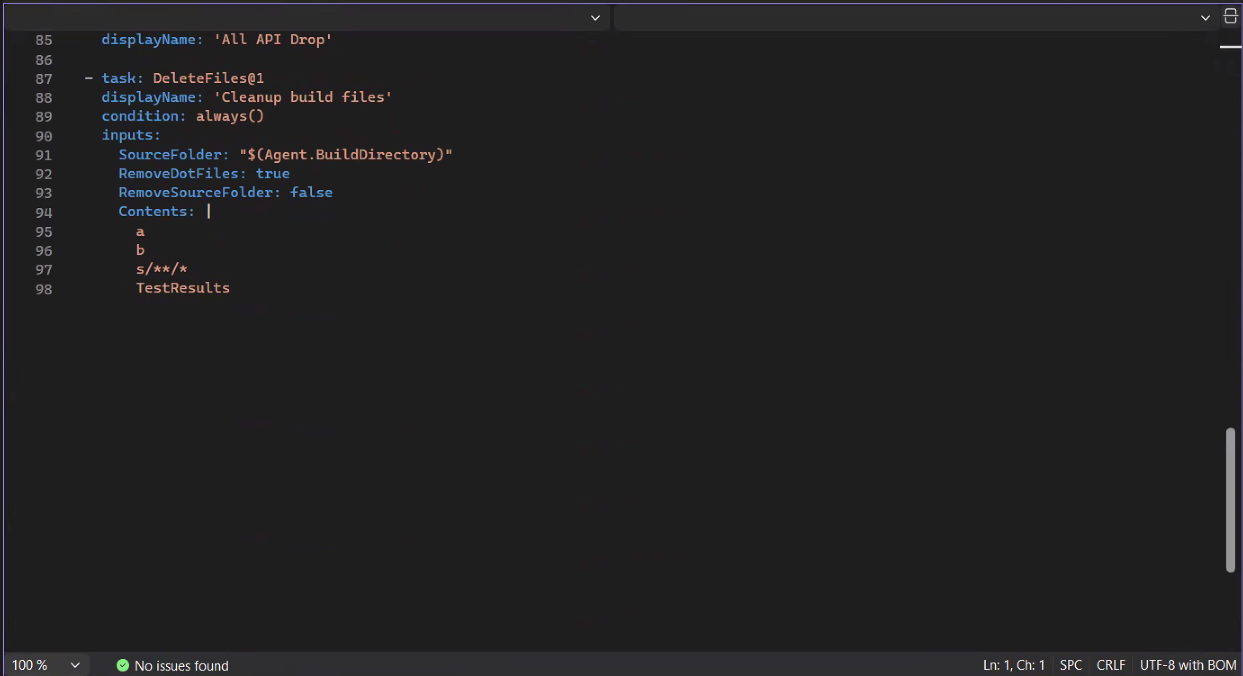 85 displayName: 'All API Drop'
86
87 - task: DeleteFiles@1
88 displayName: 'Cleanup build files'
89 condition: always()
90 inputs:
91 SourceFolder: "$(Agent.BuildDirectory)"
92 RemoveDotFiles: true
93 RemoveSourceFolder: false
94 Contents: |
95 a
96 b
97 s/**/*
98 TestResults
100 % No issues found Ln: 1, Ch: 1 SPC CRLF UTF-8 with BOM